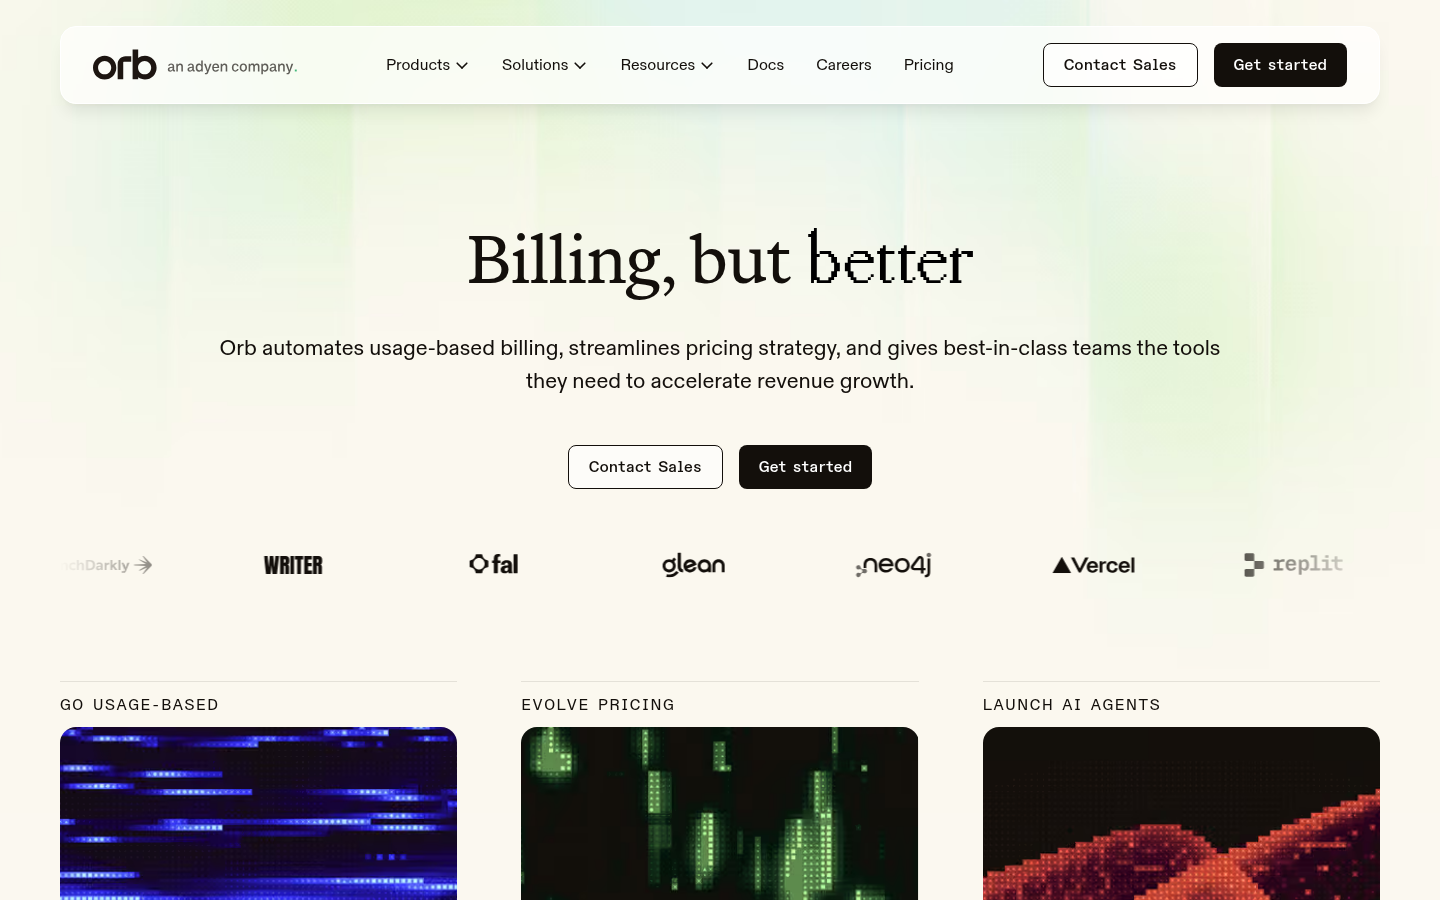 orb an adyen company.
Products Solutions Resources Docs Careers Pricing
Contact Sales Get started
Billing, but better
Orb automates usage-based billing, streamlines pricing strategy, and gives best-in-class teams the tools
they need to accelerate revenue growth.
Contact Sales Get started
WRITER fal glean neo4j Vercel replit
GO USAGE-BASED EVOLVE PRICING LAUNCH AI AGENTS